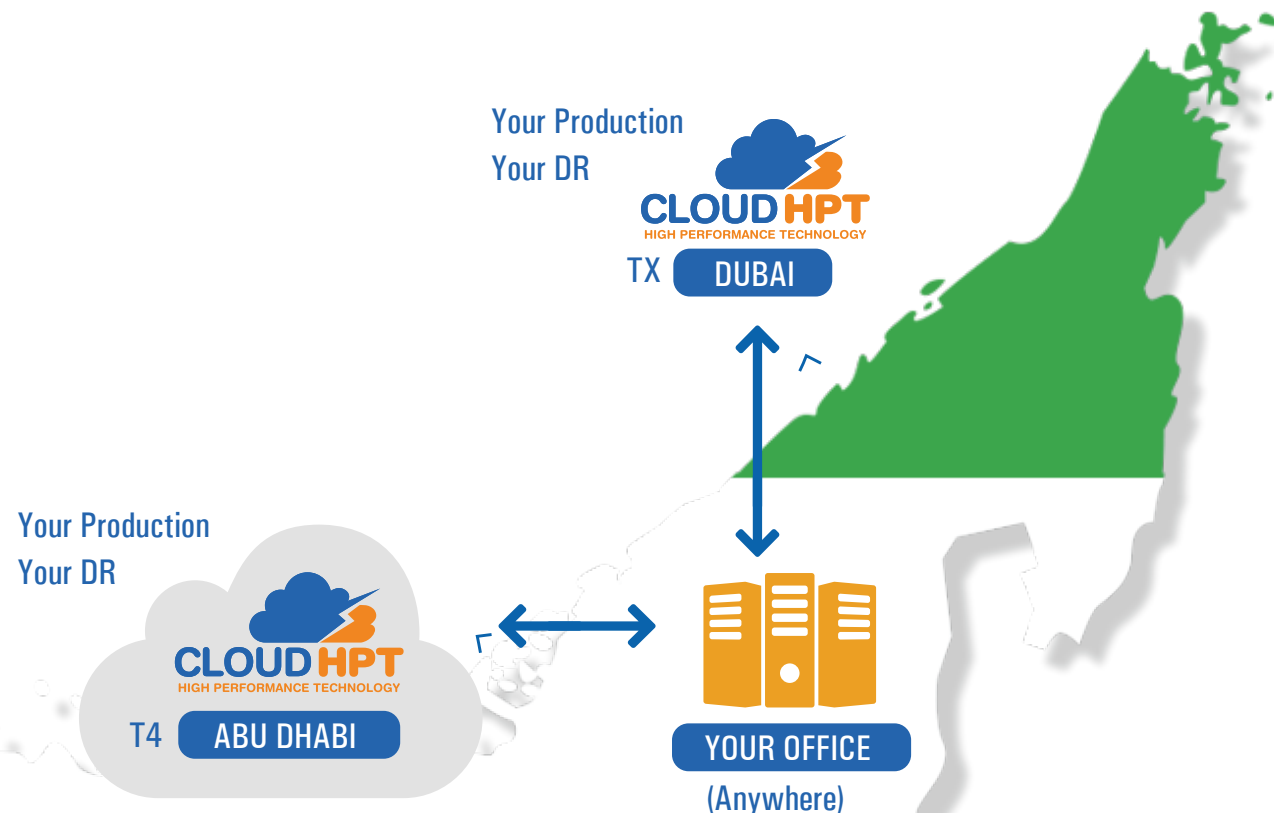 Your Production
Your DR
CLOUD HPT
HIGH PERFORMANCE TECHNOLOGY
TX DUBAI
Your Production
Your DR
CLOUD HPT
HIGH PERFORMANCE TECHNOLOGY
T4 ABU DHABI
YOUR OFFICE
(Anywhere)